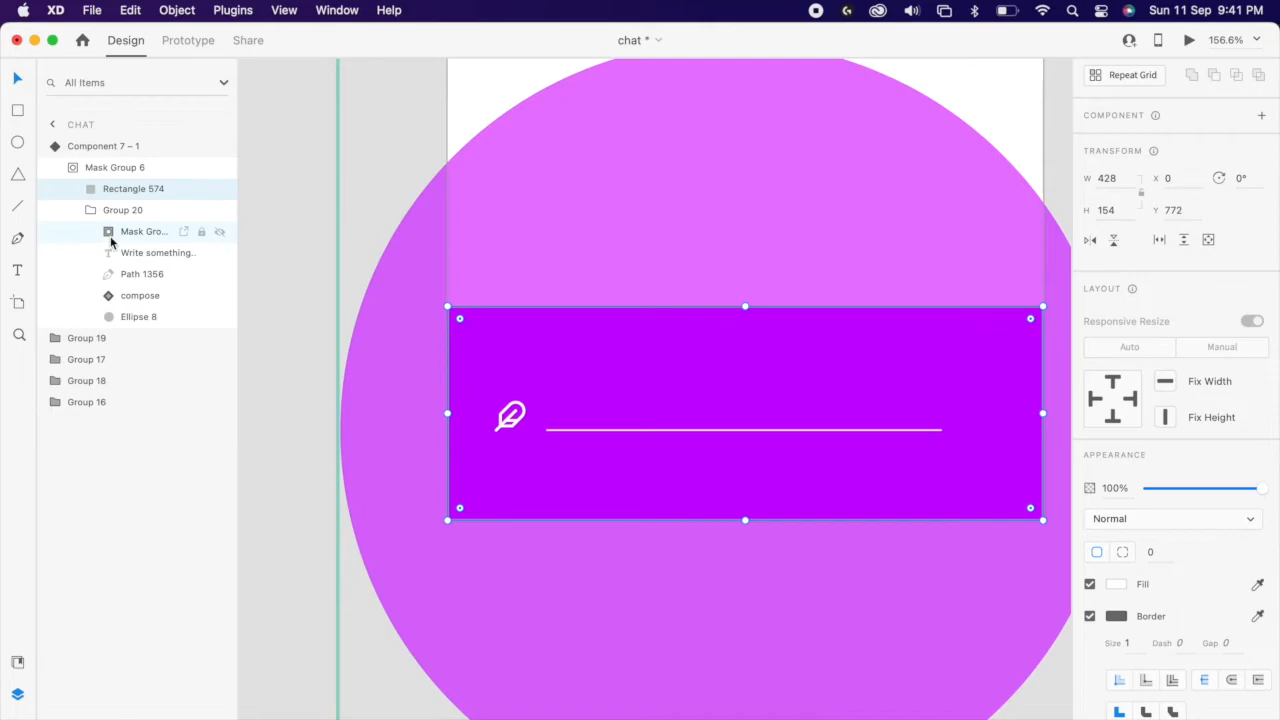 XD File Edit Object Plugins View Window Help Sun 11 Sep 9:41 PM
Design Prototype Share chat * 156.6%
All Items
Repeat Grid
CHAT
COMPONENT
Component 7 – 1
Mask Group 6
TRANSFORM
Rectangle 574
W 428 X 0 0°
Group 20
H 154 Y 772
Mask Gro...
Write something..
Path 1356
compose
LAYOUT
Ellipse 8
Responsive Resize
Group 19
Auto Manual
Group 17
Group 18
Fix Width
Group 16
Fix Height
APPEARANCE
100%
Normal
0
Fill
Border
Size 1 Dash 0 Gap 0